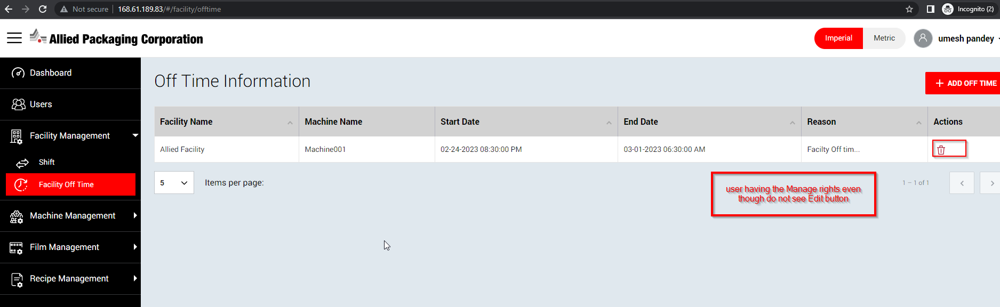 Not secure 168.61.189.83/#/facility/offtime
Incognito (2)
Allied Packaging Corporation
Imperial
Metric
umesh pandey
Dashboard
Users
Facility Management
Shift
Facility Off Time
Machine Management
Film Management
Recipe Management
Off Time Information
+ ADD OFF TIME
Facility Name Machine Name Start Date End Date Reason Actions
Allied Facility Machine001 02-24-2023 08:30:00 PM 03-01-2023 06:30:00 AM Facilty Off tim...
5 Items per page:
1 – 1 of 1
user having the Manage rights even
though do not see Edit button